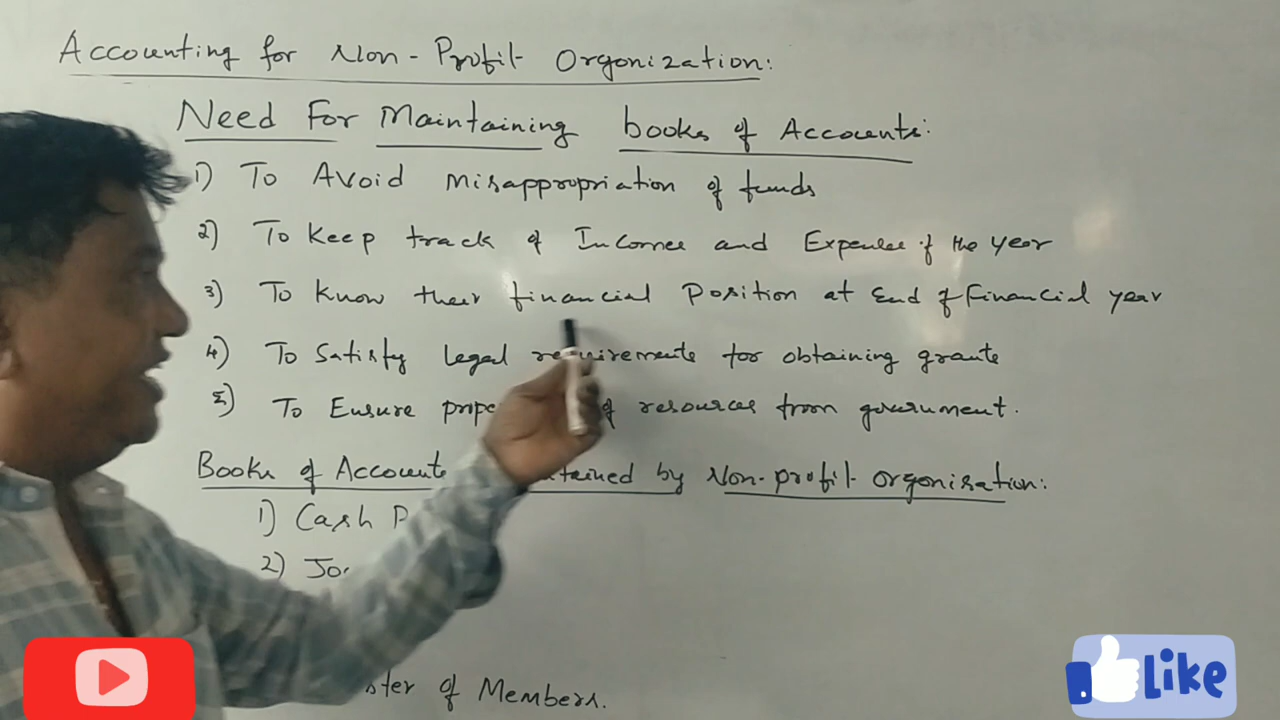 Accounting for Non-Profit Organization:
Need For Maintaining books of Accounts:
1) To Avoid Misappropriation of funds
2) To Keep track of Income and Expense of the year
3) To Know their financial Position at End of Financial year
4) To Satisfy Legal requirements for obtaining grants
5) To Ensure of resources from government.
Books of Accounts by Non-profit Organisation:
1) Cash
2)
of Members.
Like